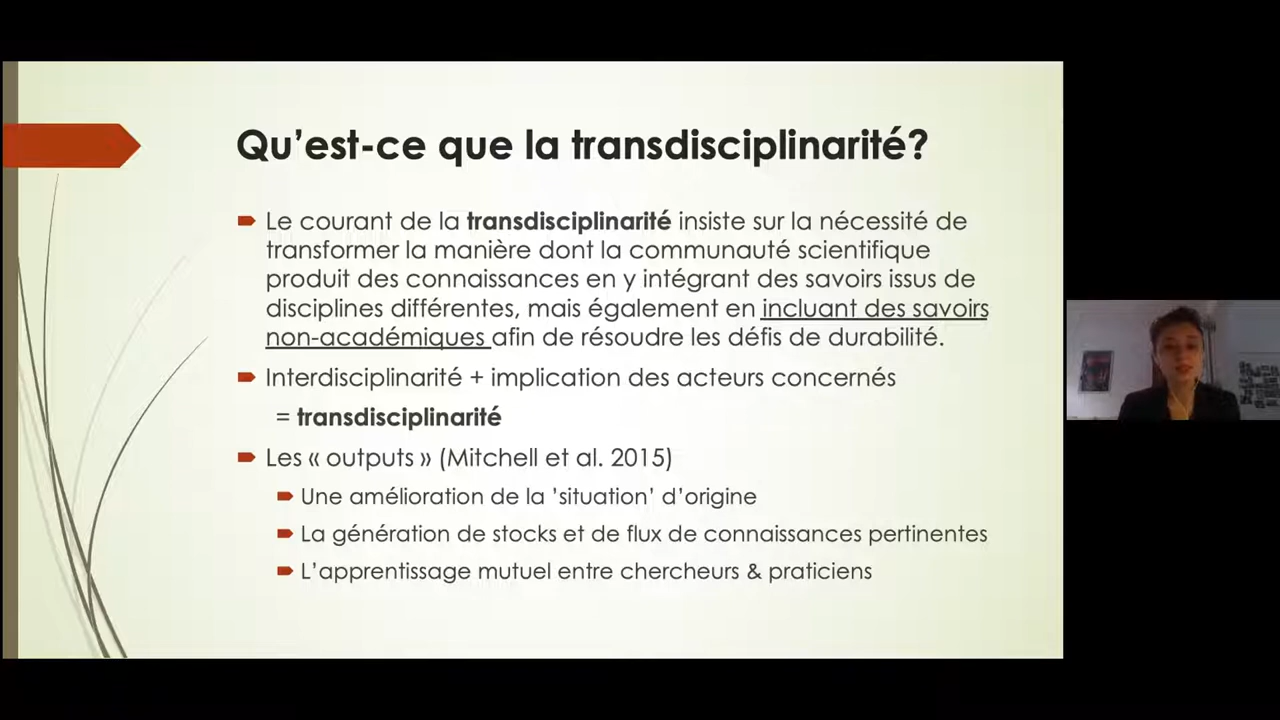 Qu’est-ce que la transdisciplinarité?
Le courant de la transdisciplinarité insiste sur la nécessité de
transformer la manière dont la communauté scientifique
produit des connaissances en y intégrant des savoirs issus de
disciplines différentes, mais également en incluant des savoirs
non-académiques afin de résoudre les défis de durabilité.
Interdisciplinarité + implication des acteurs concernés
= transdisciplinarité
Les « outputs » (Mitchell et al. 2015)
Une amélioration de la ’situation’ d’origine
La génération de stocks et de flux de connaissances pertinentes
L’apprentissage mutuel entre chercheurs & praticiens